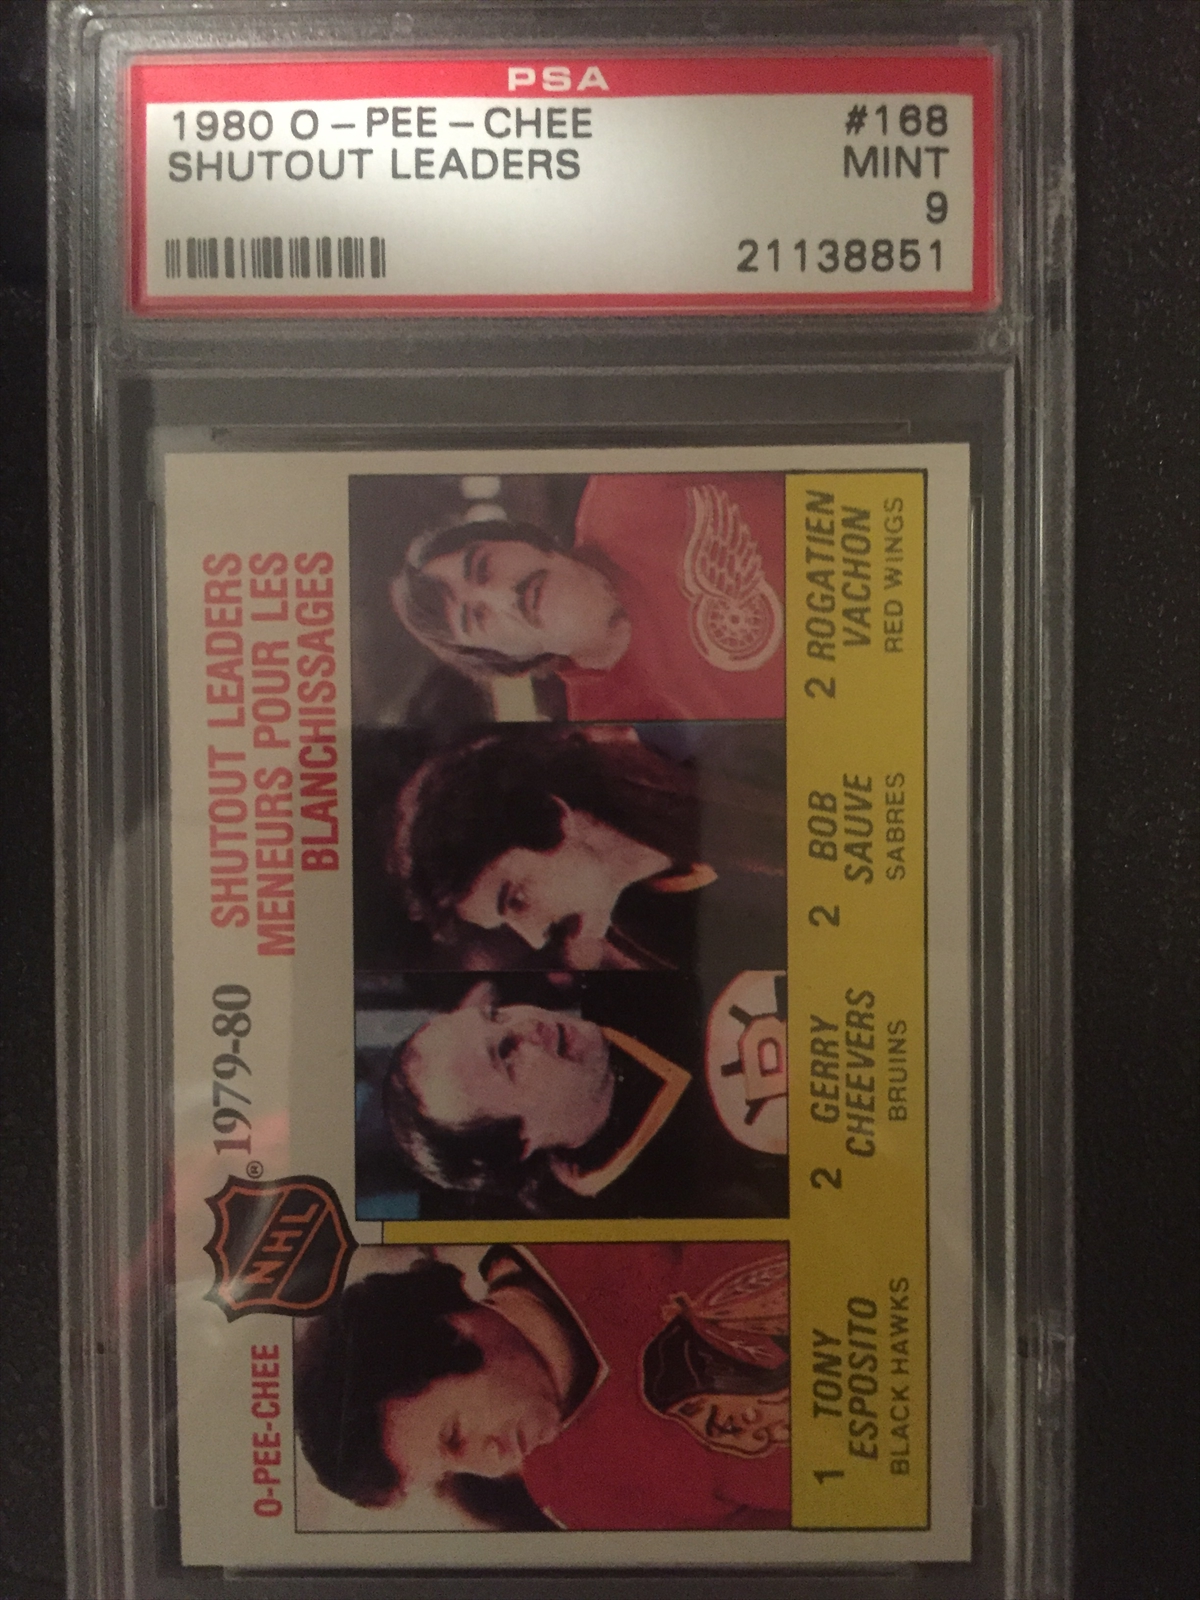 PSA
1980 O-PEE-CHEE #168
SHUTOUT LEADERS MINT
9
21138851
O-PEE-CHEE NHL ® 1979-80 SHUTOUT LEADERS
MENEURS POUR LES
BLANCHISSAGES
B
1 TONY
ESPOSITO
BLACK HAWKS
2 GERRY
CHEEVERS
BRUINS
2 BOB
SAUVE
SABRES
2 ROGATIEN
VACHON
RED WINGS